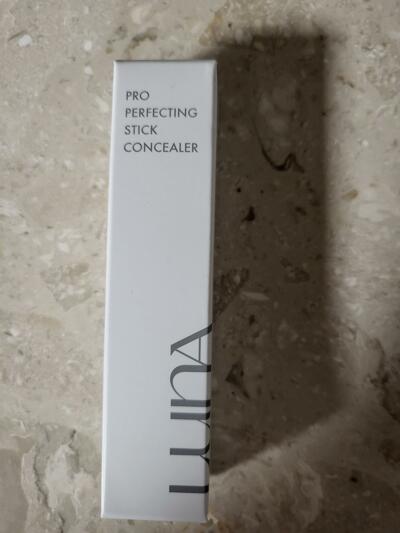 PRO
PERFECTING
STICK
CONCEALER
LUNA